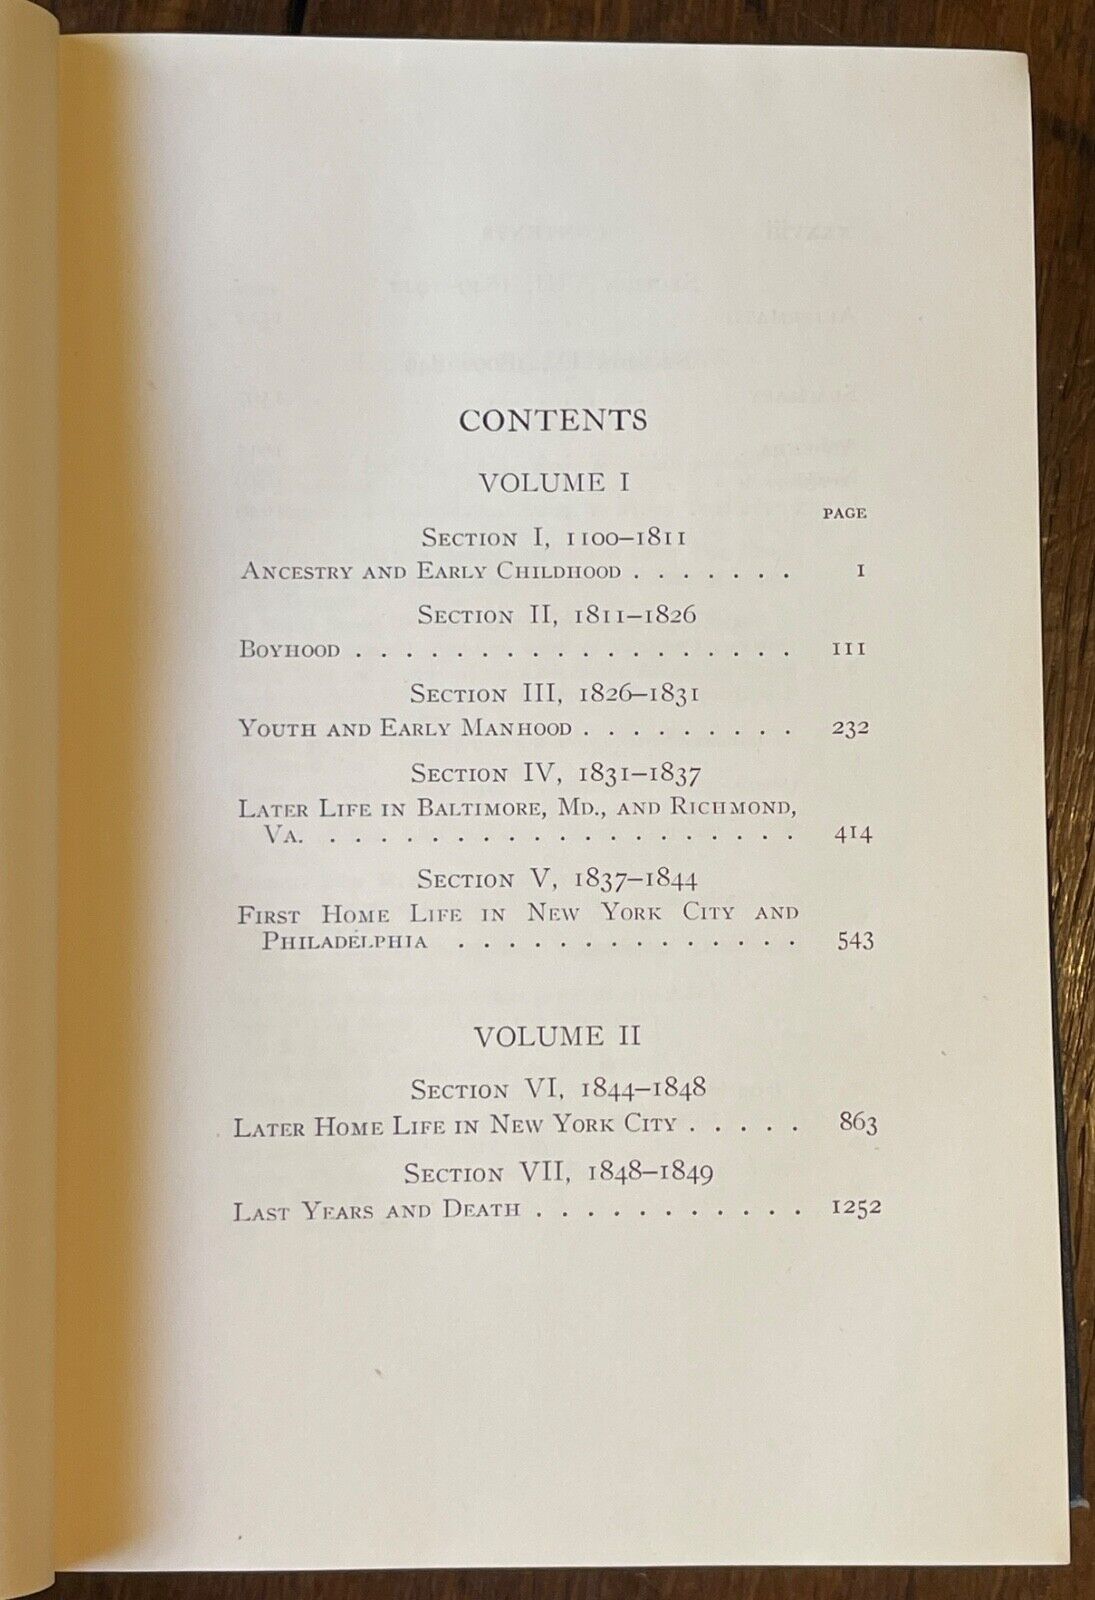 CONTENTS
VOLUME I
PAGE
SECTION I, 1100–1811
ANCESTRY AND EARLY CHILDHOOD . . . . . . . 1
SECTION II, 1811–1826
BOYHOOD . . . . . . . . . . . . . . . . . . 111
SECTION III, 1826–1831
YOUTH AND EARLY MANHOOD . . . . . . . . . 232
SECTION IV, 1831–1837
LATER LIFE IN BALTIMORE, MD., AND RICHMOND,
VA. . . . . . . . . . . . . . . . . . . . . 414
SECTION V, 1837–1844
FIRST HOME LIFE IN NEW YORK CITY AND
PHILADELPHIA . . . . . . . . . . . . . . 543
VOLUME II
SECTION VI, 1844–1848
LATER HOME LIFE IN NEW YORK CITY . . . . . 863
SECTION VII, 1848–1849
LAST YEARS AND DEATH . . . . . . . . . . . 1252